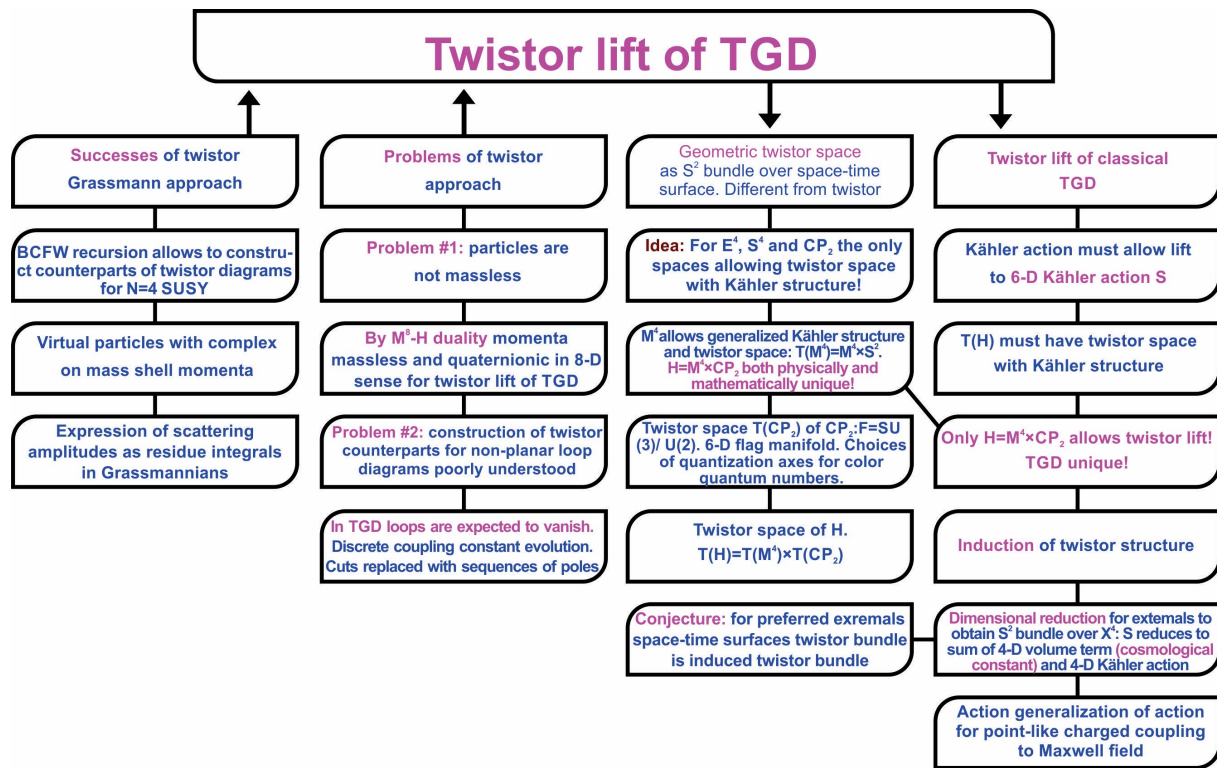 Twistor lift of TGD
Successes of twistor
Grassmann approach
BCFW recursion allows to constru-
ct counterparts of twistor diagrams
for N=4 SUSY
Virtual particles with complex
on mass shell momenta
Expression of scattering
amplitudes as residue integrals
in Grassmannians
Problems of twistor
approach
Problem #1: particles are
not massless
By M⁸-H duality momenta
massless and quaternionic in 8-D
sense for twistor lift of TGD
Problem #2: construction of twistor
counterparts for non-planar loop
diagrams poorly understood
In TGD loops are expected to vanish.
Discrete coupling constant evolution.
Cuts replaced with sequences of poles
Geometric twistor space
as S² bundle over space-time
surface. Different from twistor
Idea: For E⁴, S⁴ and CP₂ the only
spaces allowing twistor space
with Kähler structure!
M⁴allows generalized Kähler structure
and twistor space: T(M⁴)=M⁴×S².
H=M⁴×CP₂ both physically and
mathematically unique!
Twistor space T(CP₂) of CP₂:F=SU
(3)/ U(2). 6-D flag manifold. Choices
of quantization axes for color
quantum numbers.
Twistor space of H.
T(H)=T(M⁴)×T(CP₂)
Conjecture: for preferred exremals
space-time surfaces twistor bundle
is induced twistor bundle
Twistor lift of classical
TGD
Kähler action must allow lift
to 6-D Kähler action S
T(H) must have twistor space
with Kähler structure
Only H=M⁴×CP₂ allows twistor lift!
TGD unique!
Induction of twistor structure
Dimensional reduction for externals to
obtain S² bundle over X⁴: S reduces to
sum of 4-D volume term (cosmological
constant) and 4-D Kähler action
Action generalization of action
for point-like charged coupling
to Maxwell field